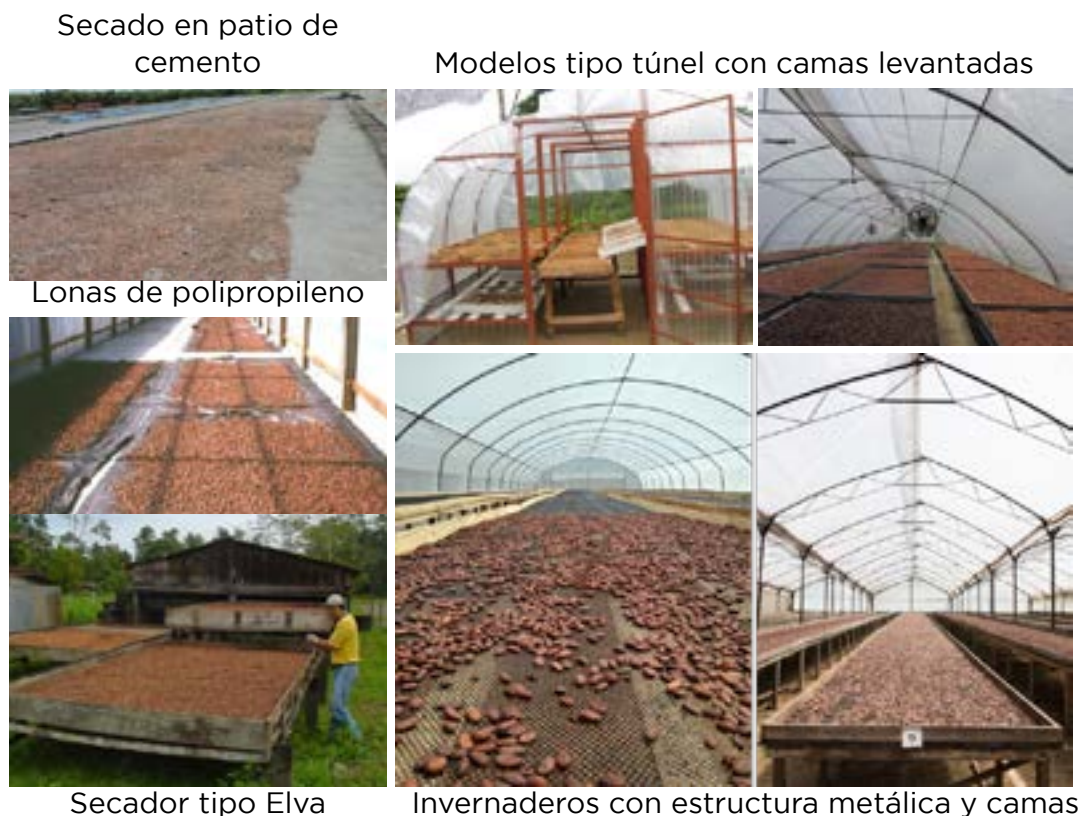 Secado en patio de
cemento
Modelos tipo túnel con camas levantadas
Lonas de polipropileno
Secador tipo Elva
Invernaderos con estructura metálica y camas